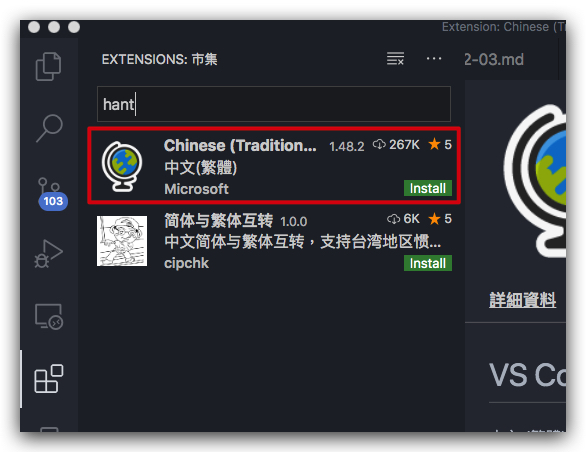 Extension: Chinese (Tr
EXTENSIONS: 市集
2-03.md
hant
Chinese (Tradition... 1.48.2 267K 5
中文(繁體)
Microsoft Install
103
简体与繁体互转 1.0.0 6K 5
中文简体与繁体互转，支持台湾地区惯...
cipchk Install
詳細資料
VS Co